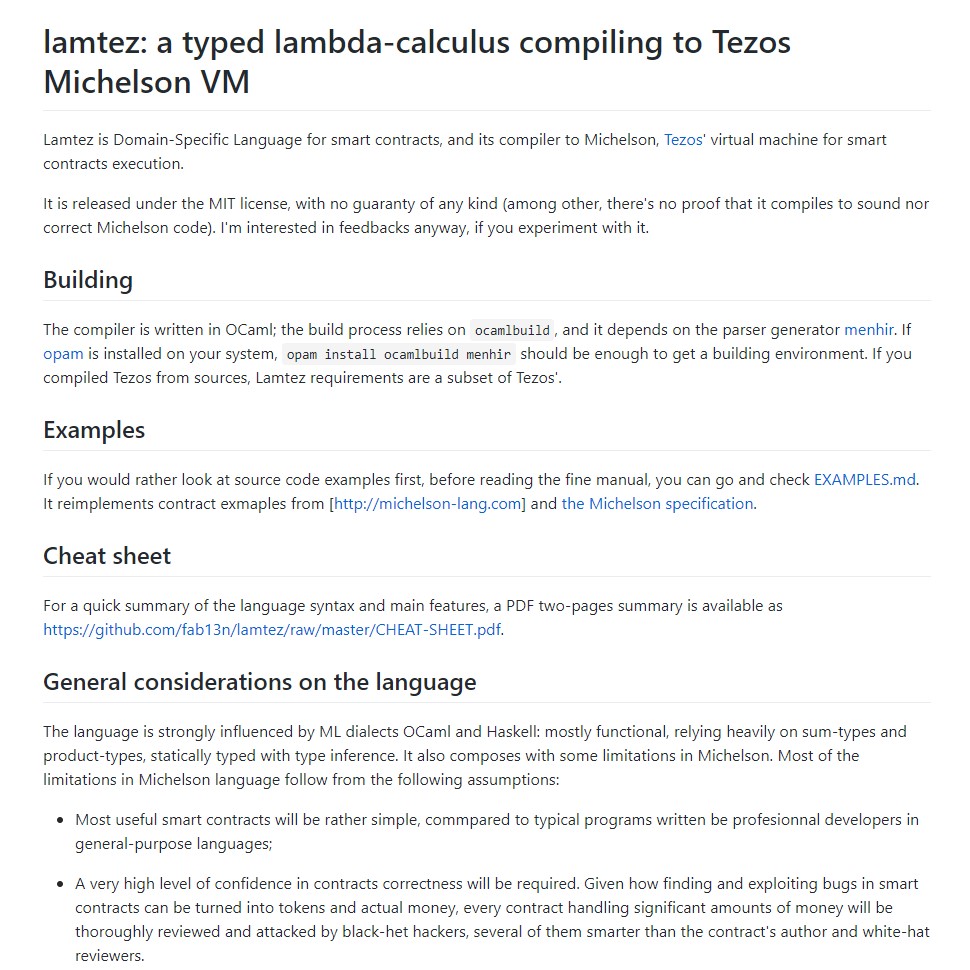 lamtez: a typed lambda-calculus compiling to Tezos
Michelson VM
Lamtez is Domain-Specific Language for smart contracts, and its compiler to Michelson, Tezos' virtual machine for smart
contracts execution.
It is released under the MIT license, with no guaranty of any kind (among other, there's no proof that it compiles to sound nor
correct Michelson code). I'm interested in feedbacks anyway, if you experiment with it.
Building
The compiler is written in OCaml; the build process relies on ocamlbuild, and it depends on the parser generator menhir. If
opam is installed on your system, opam install ocamlbuild menhir should be enough to get a building environment. If you
compiled Tezos from sources, Lamtez requirements are a subset of Tezos'.
Examples
If you would rather look at source code examples first, before reading the fine manual, you can go and check EXAMPLES.md.
It reimplements contract exmaples from [http://michelson-lang.com] and the Michelson specification.
Cheat sheet
For a quick summary of the language syntax and main features, a PDF two-pages summary is available as
https://github.com/fab13n/lamtez/raw/master/CHEAT-SHEET.pdf.
General considerations on the language
The language is strongly influenced by ML dialects OCaml and Haskell: mostly functional, relying heavily on sum-types and
product-types, statically typed with type inference. It also composes with some limitations in Michelson. Most of the
limitations in Michelson language follow from the following assumptions:
• Most useful smart contracts will be rather simple, commpared to typical programs written be profesionnal developers in
general-purpose languages;
• A very high level of confidence in contracts correctness will be required. Given how finding and exploiting bugs in smart
contracts can be turned into tokens and actual money, every contract handling significant amounts of money will be
thoroughly reviewed and attacked by black-het hackers, several of them smarter than the contract's author and white-hat
reviewers.